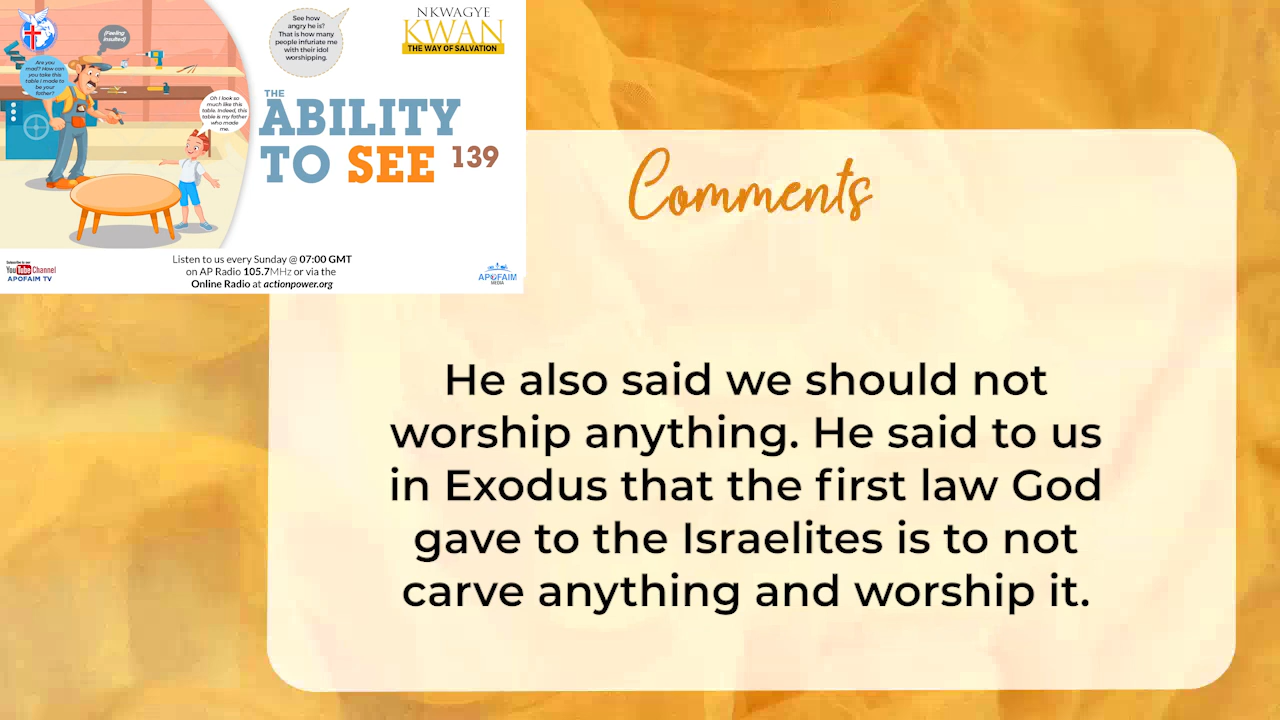 (Feeling
insulted)
Are you
mad? How can
you take this
table I made to
be your
father?
Oh I look so
much like this
table. Indeed, this
table is my father
who made
me.
See how
angry he is?
That is how many
people infuriate me
with their idol
worshipping.
NKWAGYE
KWAN
THE WAY OF SALVATION
THE
ABILITY
TO SEE 139
Listen to us every Sunday @ 07:00 GMT
on AP Radio 105.7MHz or via the
Online Radio at actionpower.org
Subscribe to our
YouTube Channel
APOFAIM TV
APOFAIM
MEDIA
Comments
He also said we should not
worship anything. He said to us
in Exodus that the first law God
gave to the Israelites is to not
carve anything and worship it.